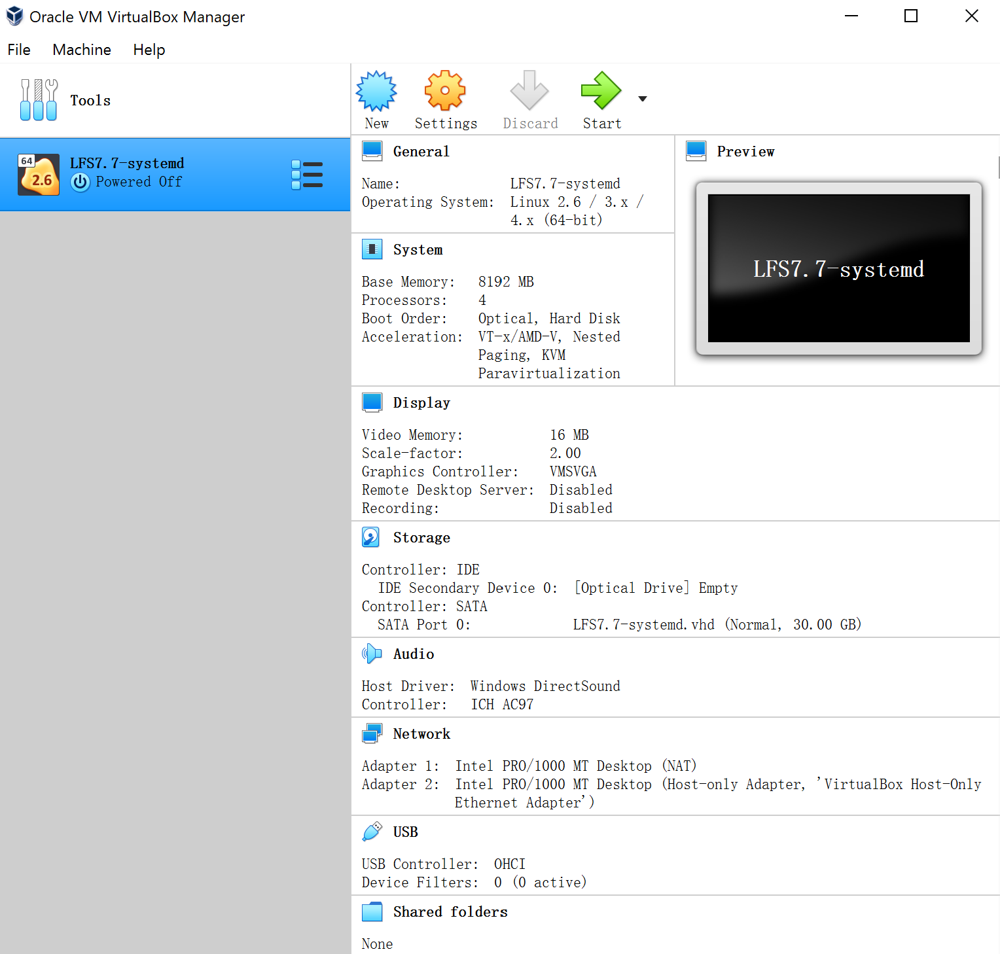 Oracle VM VirtualBox Manager
File Machine Help
Tools
New Settings Discard Start
64
2.6
LFS7.7-systemd
Powered Off
General
Name: LFS7.7-systemd
Operating System: Linux 2.6 / 3.x /
4.x (64-bit)
Preview
LFS7.7-systemd
System
Base Memory: 8192 MB
Processors: 4
Boot Order: Optical, Hard Disk
Acceleration: VT-x/AMD-V, Nested
Paging, KVM
Paravirtualization
Display
Video Memory: 16 MB
Scale-factor: 2.00
Graphics Controller: VMSVGA
Remote Desktop Server: Disabled
Recording: Disabled
Storage
Controller: IDE
IDE Secondary Device 0: [Optical Drive] Empty
Controller: SATA
SATA Port 0: LFS7.7-systemd.vhd (Normal, 30.00 GB)
Audio
Host Driver: Windows DirectSound
Controller: ICH AC97
Network
Adapter 1: Intel PRO/1000 MT Desktop (NAT)
Adapter 2: Intel PRO/1000 MT Desktop (Host-only Adapter, 'VirtualBox Host-Only
Ethernet Adapter')
USB
USB Controller: OHCI
Device Filters: 0 (0 active)
Shared folders
None